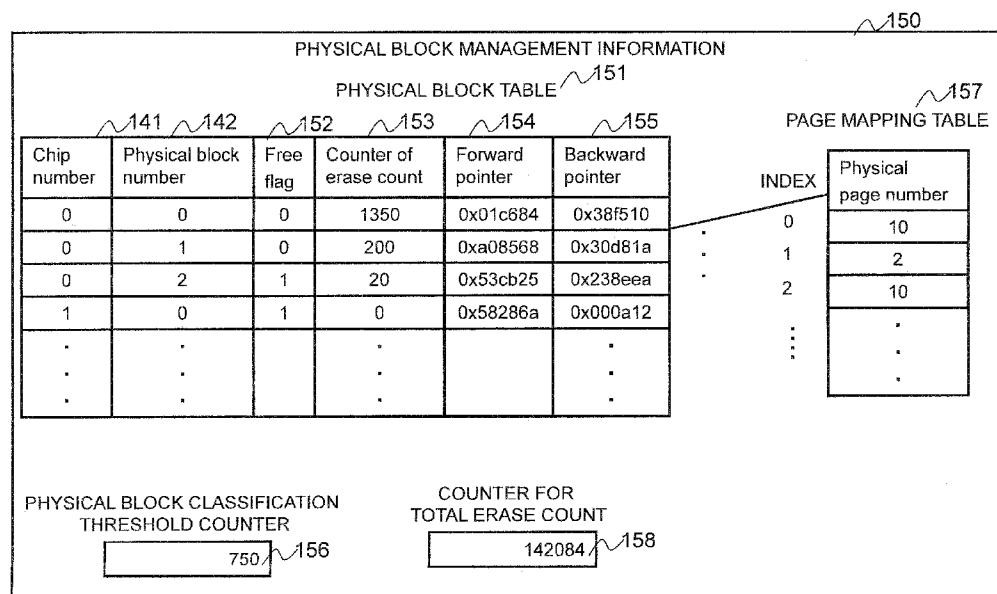 150
PHYSICAL BLOCK MANAGEMENT INFORMATION
PHYSICAL BLOCK TABLE 151
157
PAGE MAPPING TABLE
141 142 152 153 154 155
Chip number | Physical block number | Free flag | Counter of erase count | Forward pointer | Backward pointer
0 | 0 | 0 | 1350 | 0x01c684 | 0x38f510
0 | 1 | 0 | 200 | 0xa08568 | 0x30d81a
0 | 2 | 1 | 20 | 0x53cb25 | 0x238eea
1 | 0 | 1 | 0 | 0x58286a | 0x000a12
INDEX | Physical page number
0 | 10
1 | 2
2 | 10
PHYSICAL BLOCK CLASSIFICATION
THRESHOLD COUNTER
750 156
COUNTER FOR
TOTAL ERASE COUNT
142084 158